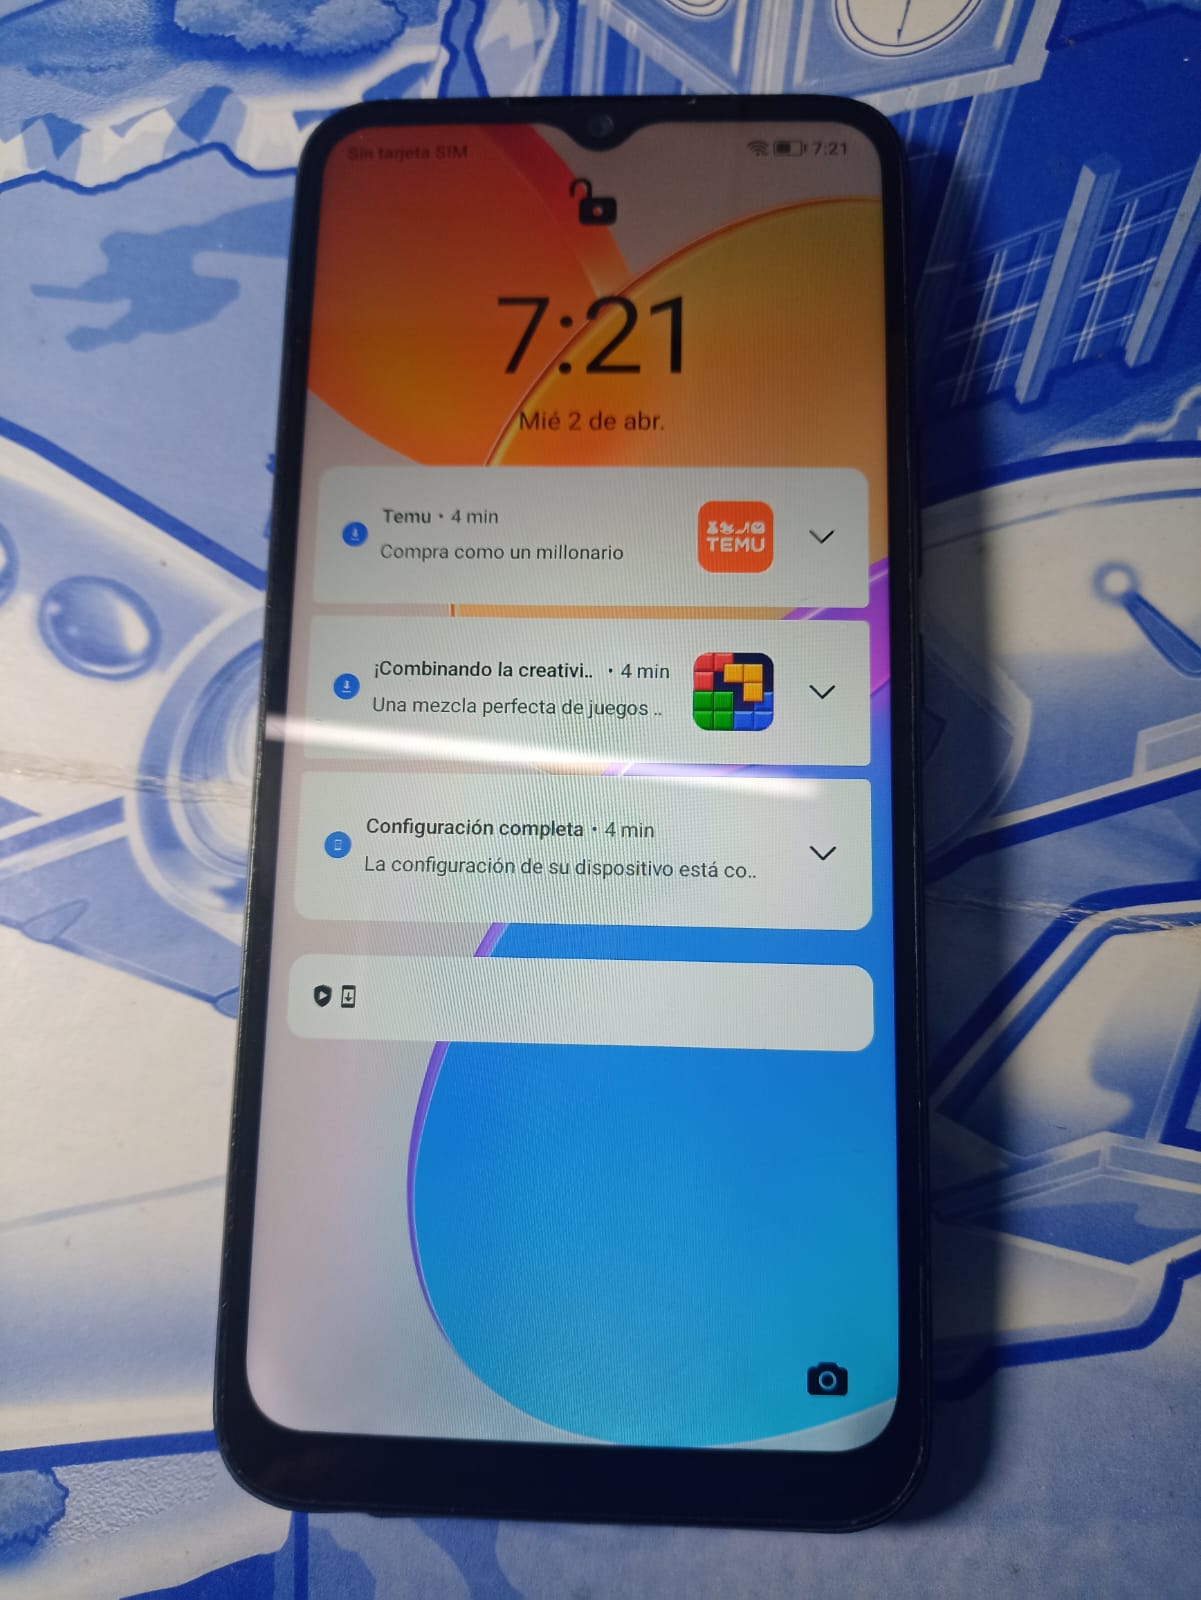 Sin tarjeta SIM
7:21
7:21
Mié 2 de abr.
Temu • 4 min
Compra como un millonario
TEMU
¡Combinando la creativi.. • 4 min
Una mezcla perfecta de juegos ..
Configuración completa • 4 min
La configuración de su dispositivo está co..